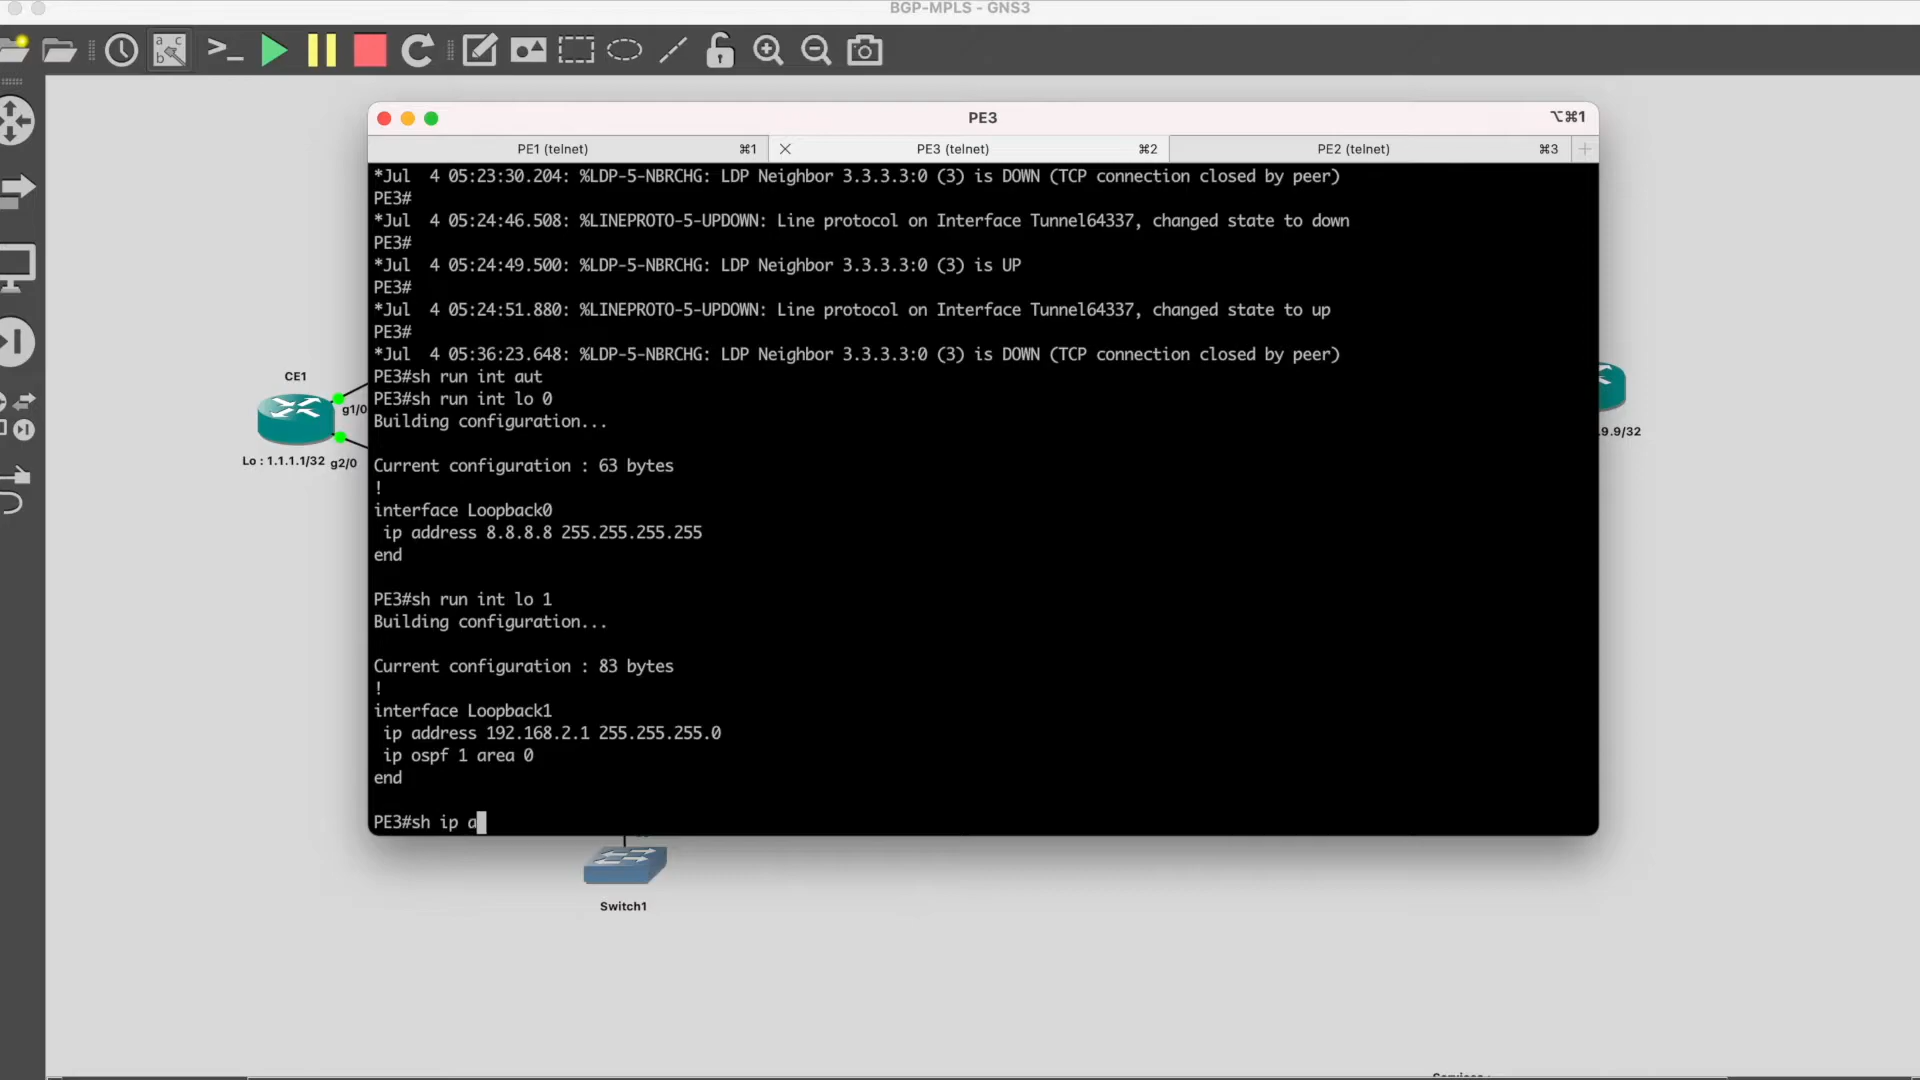 BGP-MPLS - GNS3
PE3
⌥⌘1
PE1 (telnet) ⌘1
PE3 (telnet) ⌘2
PE2 (telnet) ⌘3
*Jul  4 05:23:30.204: %LDP-5-NBRCHG: LDP Neighbor 3.3.3.3:0 (3) is DOWN (TCP connection closed by peer)
PE3#
*Jul  4 05:24:46.508: %LINEPROTO-5-UPDOWN: Line protocol on Interface Tunnel64337, changed state to down
PE3#
*Jul  4 05:24:49.500: %LDP-5-NBRCHG: LDP Neighbor 3.3.3.3:0 (3) is UP
PE3#
*Jul  4 05:24:51.880: %LINEPROTO-5-UPDOWN: Line protocol on Interface Tunnel64337, changed state to up
PE3#
*Jul  4 05:36:23.648: %LDP-5-NBRCHG: LDP Neighbor 3.3.3.3:0 (3) is DOWN (TCP connection closed by peer)
PE3#sh run int aut
PE3#sh run int lo 0
Building configuration...
Current configuration : 63 bytes
!
interface Loopback0
 ip address 8.8.8.8 255.255.255.255
end
PE3#sh run int lo 1
Building configuration...
Current configuration : 83 bytes
!
interface Loopback1
 ip address 192.168.2.1 255.255.255.0
 ip ospf 1 area 0
end
PE3#sh ip a
CE1
g1/0
Lo : 1.1.1.1/32
g2/0
.9.9/32
Switch1